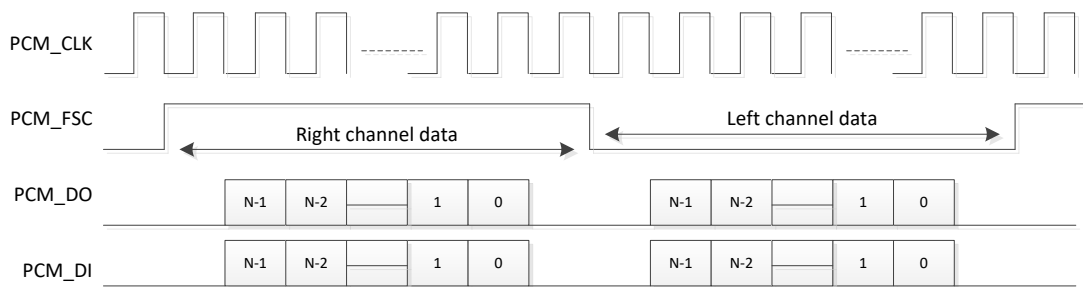 PCM_CLK
PCM_FSC
Right channel data
Left channel data
PCM_DO
N-1 N-2 1 0 N-1 N-2 1 0
PCM_DI
N-1 N-2 1 0 N-1 N-2 1 0